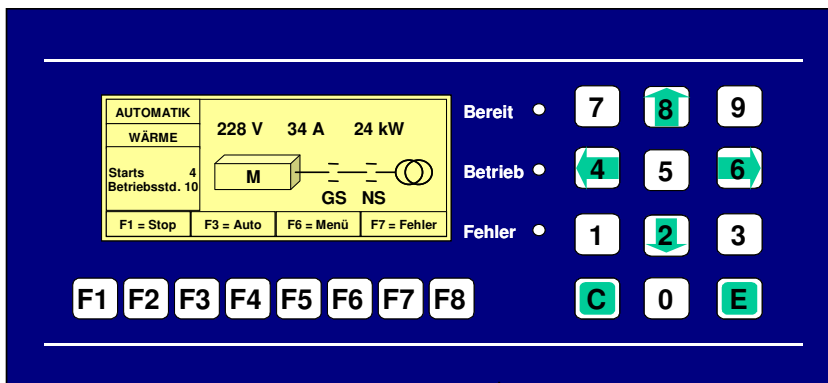 AUTOMATIK
WÄRME
228 V 34 A 24 kW
Starts 4
Betriebsstd. 10
M
GS NS
F1 = Stop F3 = Auto F6 = Menü F7 = Fehler
Bereit
Betrieb
Fehler
7 8 9
4 5 6
1 2 3
C 0 E
F1 F2 F3 F4 F5 F6 F7 F8